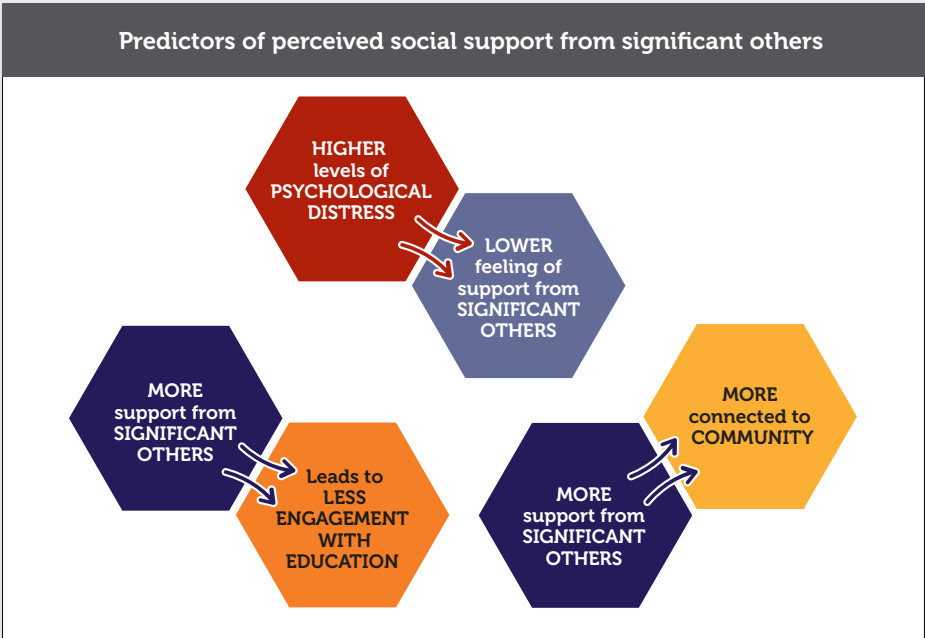 Predictors of perceived social support from significant others
HIGHER
levels of
PSYCHOLOGICAL
DISTRESS
LOWER
feeling of
support from
SIGNIFICANT
OTHERS
MORE
support from
SIGNIFICANT
OTHERS
Leads to
LESS
ENGAGEMENT
WITH
EDUCATION
MORE
support from
SIGNIFICANT
OTHERS
MORE
connected to
COMMUNITY